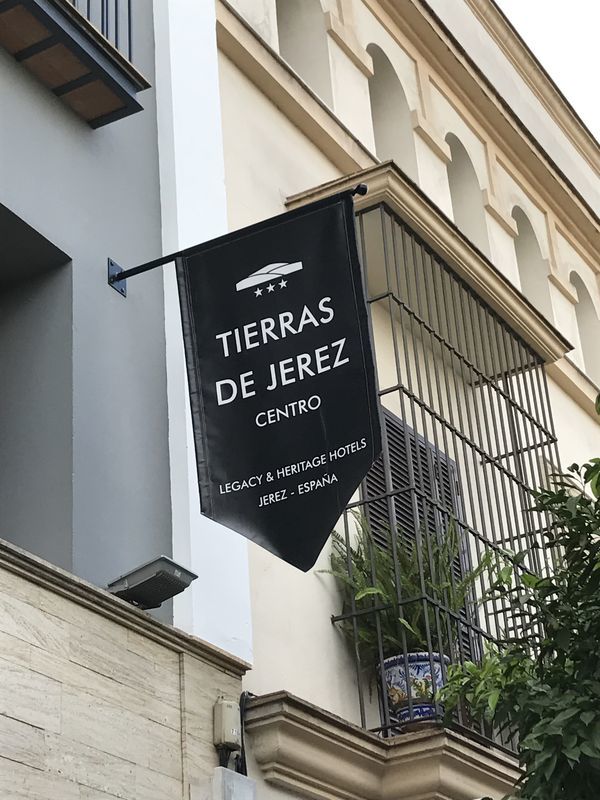 TIERRAS
DE JEREZ
CENTRO
LEGACY & HERITAGE HOTELS
JEREZ - ESPAÑA